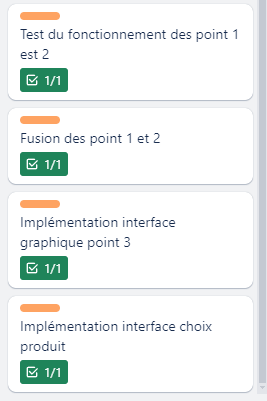 Test du fonctionnement des point 1
est 2
1/1
Fusion des point 1 et 2
1/1
Implémentation interface
graphique point 3
1/1
Implémentation interface choix
produit
1/1